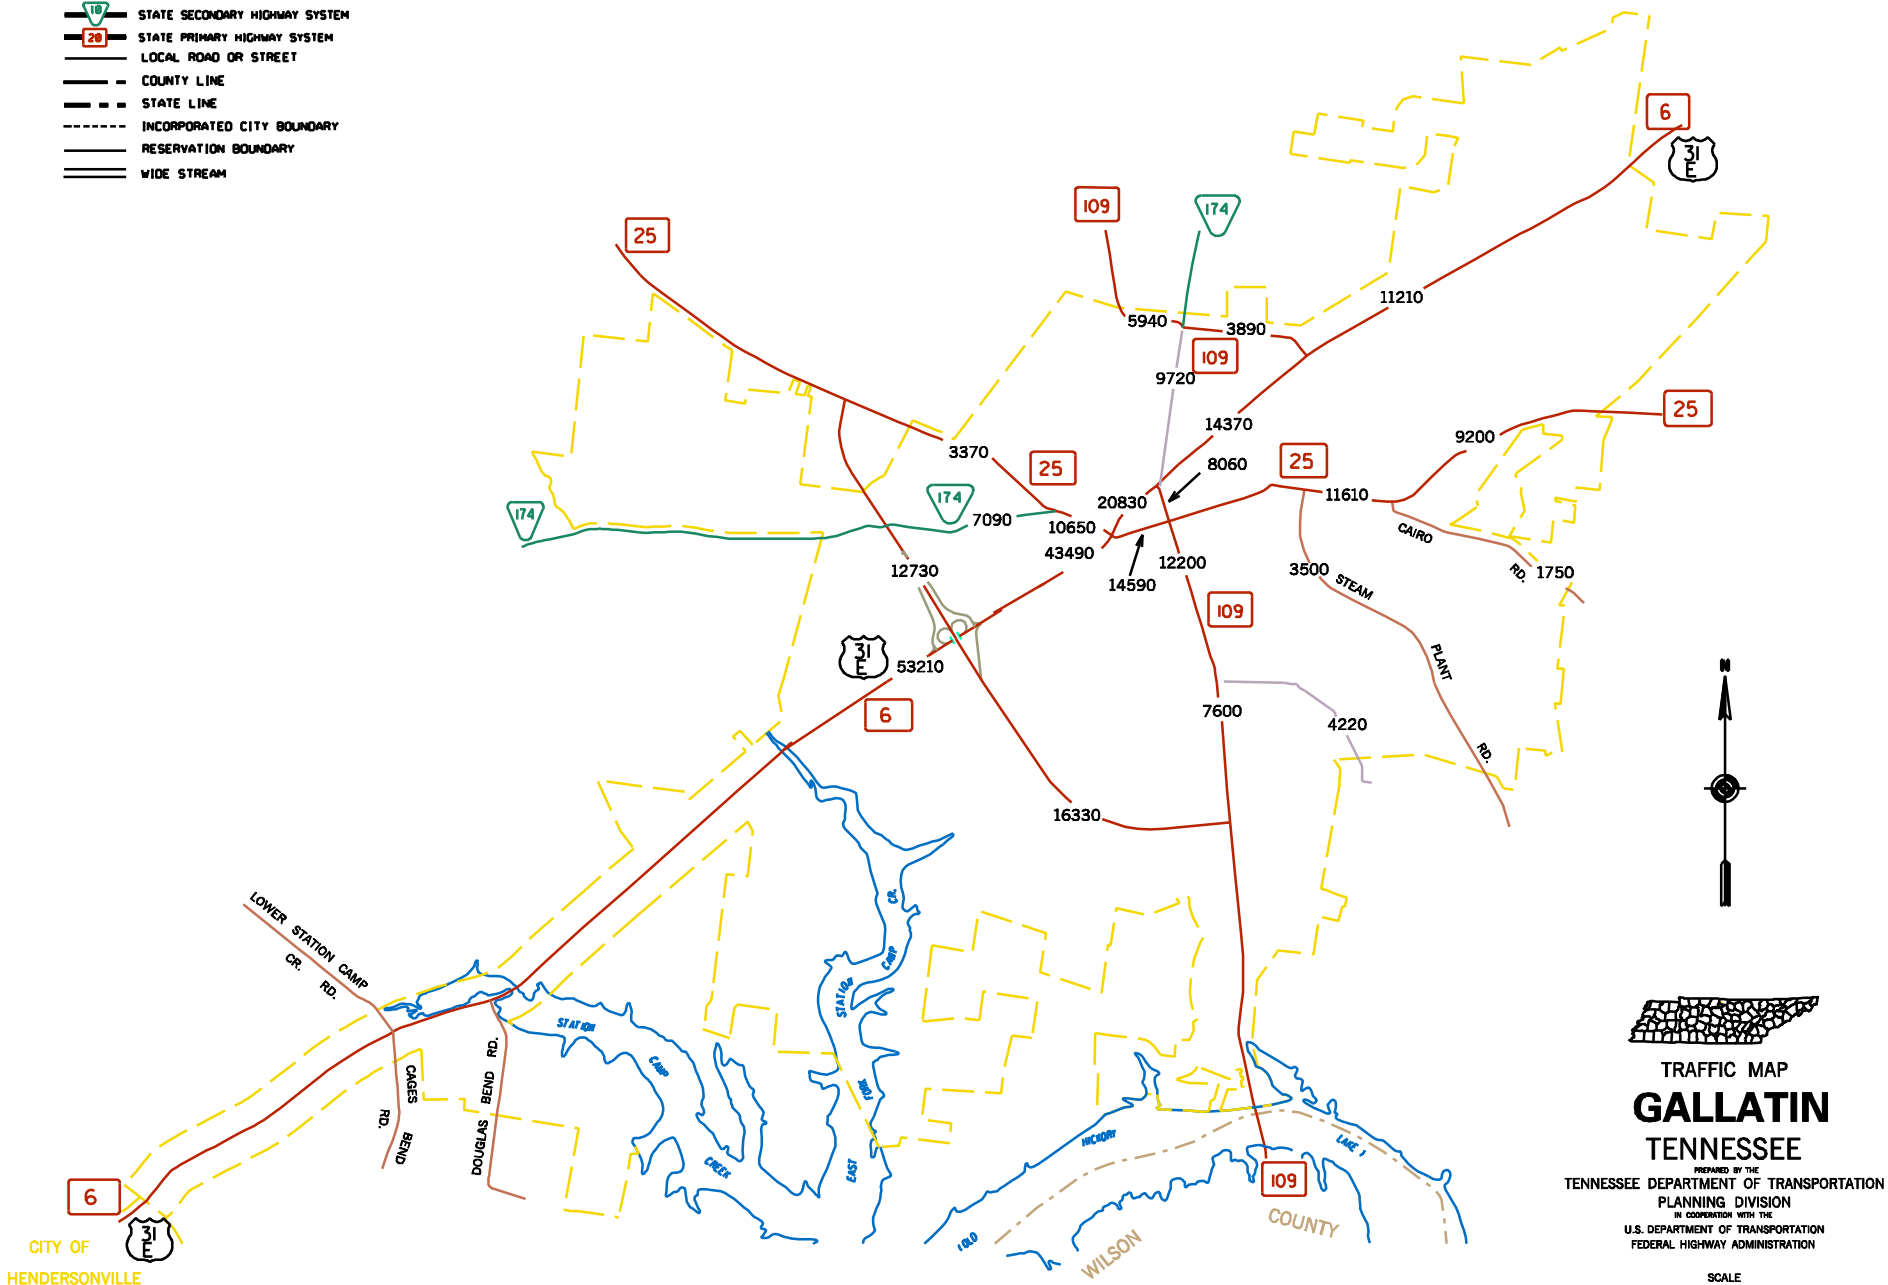 10
STATE SECONDARY HIGHWAY SYSTEM
20
STATE PRIMARY HIGHWAY SYSTEM
LOCAL ROAD OR STREET
COUNTY LINE
STATE LINE
INCORPORATED CITY BOUNDARY
RESERVATION BOUNDARY
WIDE STREAM
6
31
E
109
174
25
11210
5940
3890
109
9720
25
14370
9200
3370
25
8060
25
174
20830
11610
174
7090
10650
CAIRO
RD.
43490
12200
1750
12730
14590
3500
STEAM
PLANT
RD.
109
31
E
53210
6
7600
4220
N
16330
LOWER STATION CAMP
CR.
RD.
CR.
CAMP
STATION
FORK
EAST
STATION
CAMP
CREEK
CAGES
BEND
RD.
DOUGLAS BEND RD.
HICKORY
LAKE
OLD
109
WILSON
COUNTY
6
31
E
CITY OF
HENDERSONVILLE
TRAFFIC MAP
GALLATIN
TENNESSEE
PREPARED BY THE
TENNESSEE DEPARTMENT OF TRANSPORTATION
PLANNING DIVISION
IN COOPERATION WITH THE
U.S. DEPARTMENT OF TRANSPORTATION
FEDERAL HIGHWAY ADMINISTRATION
SCALE